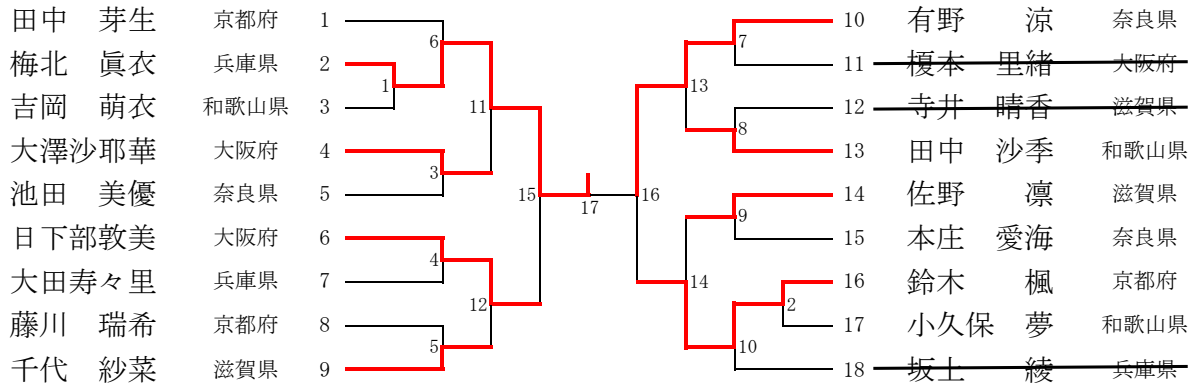 田中 芽生 京都府 1
梅北 眞衣 兵庫県 2
吉岡 萌衣 和歌山県 3
大澤沙耶華 大阪府 4
池田 美優 奈良県 5
日下部敦美 大阪府 6
大田寿々里 兵庫県 7
藤川 瑞希 京都府 8
千代 紗菜 滋賀県 9
6
1
11
3
15
4
12
5
17
7
13
8
16
9
14
2
10
10 有野 涼 奈良県
11 榎本 里緒 大阪府
12 寺井 晴香 滋賀県
13 田中 沙季 和歌山県
14 佐野 凛 滋賀県
15 本庄 愛海 奈良県
16 鈴木 楓 京都府
17 小久保 夢 和歌山県
18 坂上 綾 兵庫県